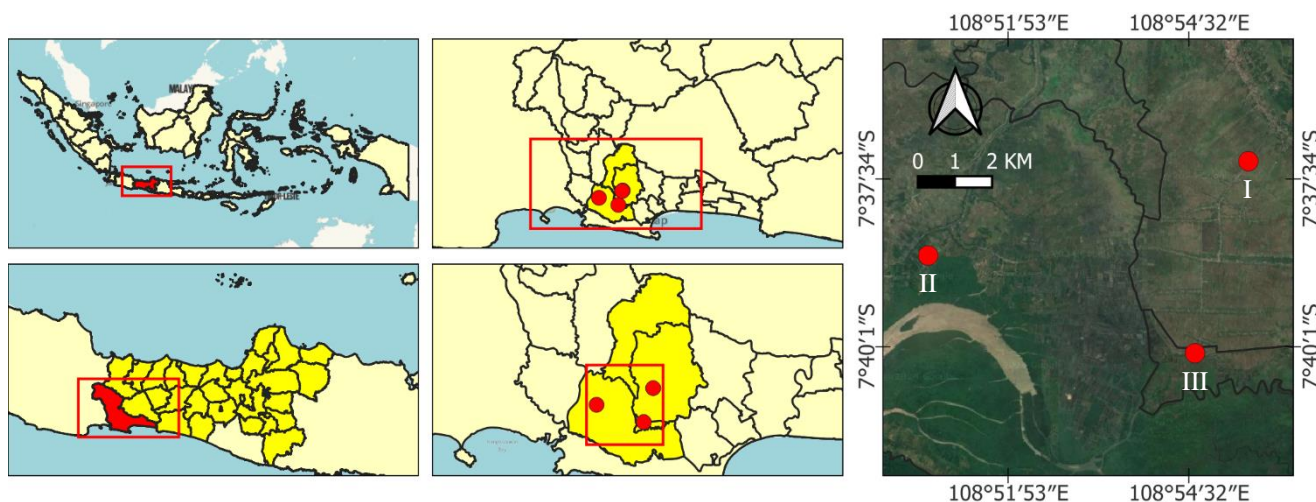 MALAY
Singapore
108°51′53″E 108°54′32″E
0 1 2 KM
7°37′34″S
7°37′34″S
I
II
7°40′1″S
7°40′1″S
III
108°51′53″E 108°54′32″E